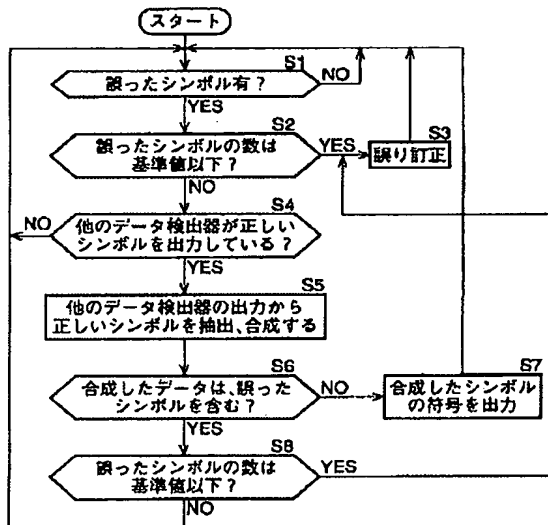 スタート
S1
誤ったシンボル有?
NO
YES
S2
誤ったシンボルの数は
基準値以下?
YES
S3
誤り訂正
NO
S4
NO
他のデータ検出器が正しい
シンボルを出力している?
YES
S5
他のデータ検出器の出力から
正しいシンボルを抽出、合成する
S6
合成したデータは、誤った
シンボルを含む?
NO
S7
合成したシンボル
の符号を出力
YES
S8
誤ったシンボルの数は
基準値以下?
YES
NO